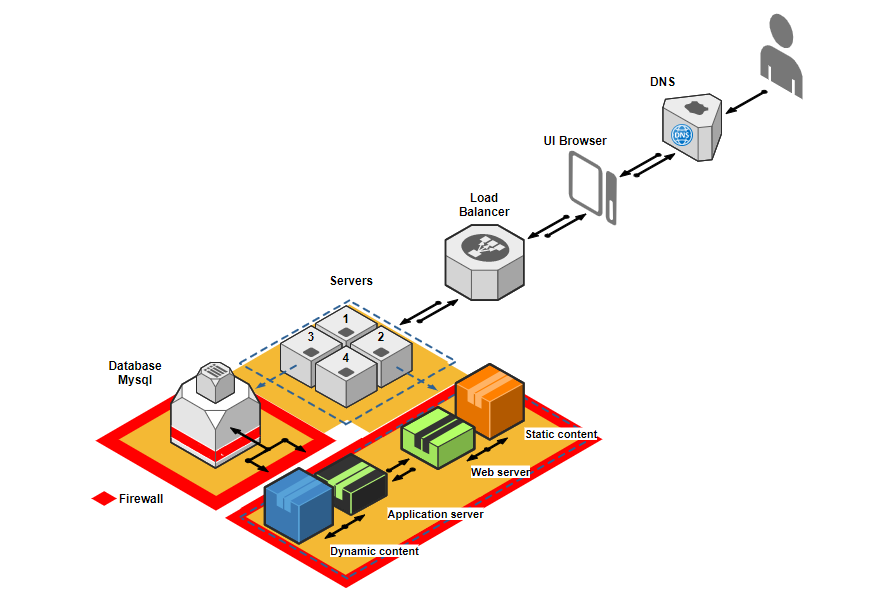 DNS
DNS
UI Browser
Load
Balancer
Servers
1
3
2
4
Database
Mysql
Static content
Web server
Firewall
Application server
Dynamic content